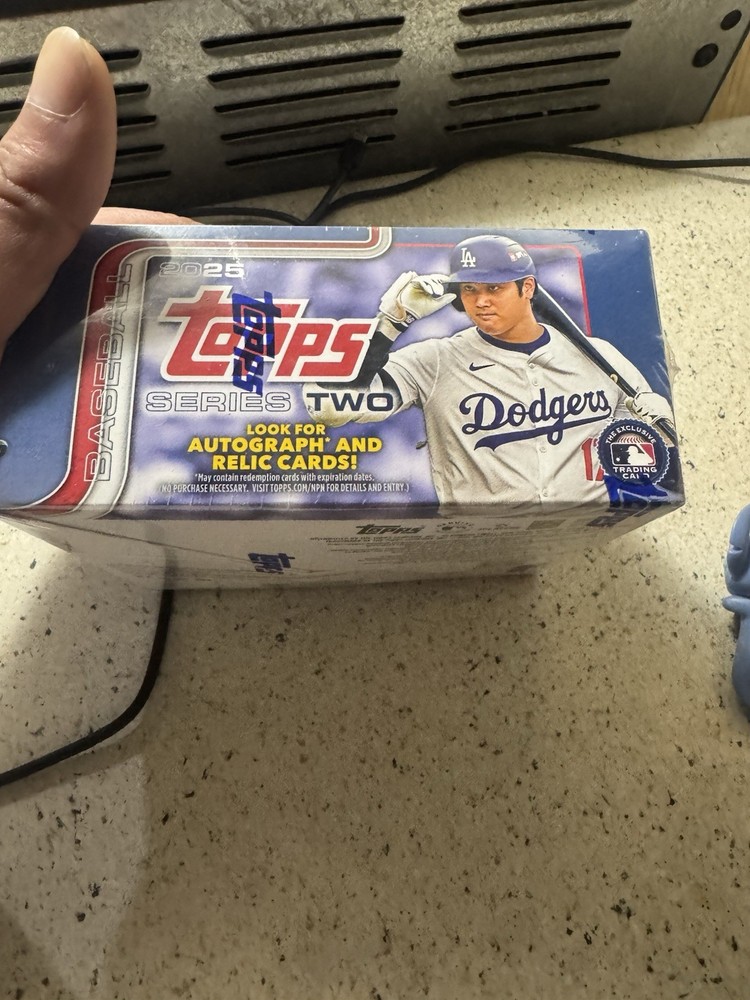 2025
BASEBALL
Topps
Topps
SERIES TWO
LOOK FOR
AUTOGRAPH* AND
RELIC CARDS!
*May contain redemption cards with expiration dates.
(NO PURCHASE NECESSARY. VISIT TOPPS.COM/NPN FOR DETAILS AND ENTRY.)
LA
Dodgers
THE EXCLUSIVE
TRADING
CARD
Topps